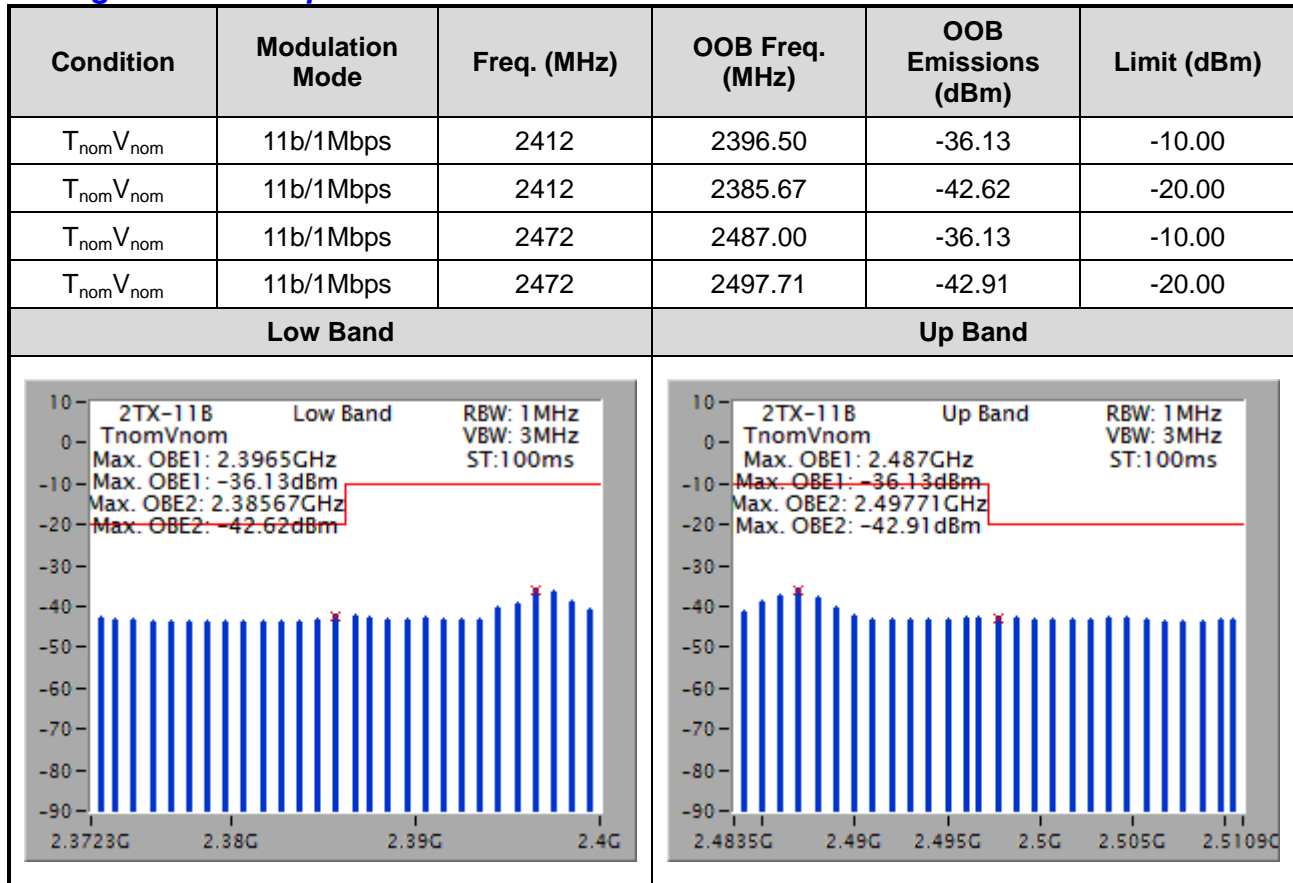 Condition Modulation Mode Freq. (MHz) OOB Freq. (MHz) OOB Emissions (dBm) Limit (dBm)
TnomVnom 11b/1Mbps 2412 2396.50 -36.13 -10.00
TnomVnom 11b/1Mbps 2412 2385.67 -42.62 -20.00
TnomVnom 11b/1Mbps 2472 2487.00 -36.13 -10.00
TnomVnom 11b/1Mbps 2472 2497.71 -42.91 -20.00
Low Band Up Band
2TX-11B Low Band RBW: 1MHz
TnomVnom VBW: 3MHz
Max. OBE1: 2.3965GHz ST:100ms
Max. OBE1: -36.13dBm
Max. OBE2: 2.38567GHz
Max. OBE2: -42.62dBm
10
0
-10
-20
-30
-40
-50
-60
-70
-80
-90
2.3723G 2.38G 2.39G 2.4G
2TX-11B Up Band RBW: 1MHz
TnomVnom VBW: 3MHz
Max. OBE1: 2.487GHz ST:100ms
Max. OBE1: -36.13dBm
Max. OBE2: 2.49771GHz
Max. OBE2: -42.91dBm
10
0
-10
-20
-30
-40
-50
-60
-70
-80
-90
2.4835G 2.49G 2.495G 2.5G 2.505G 2.5109G